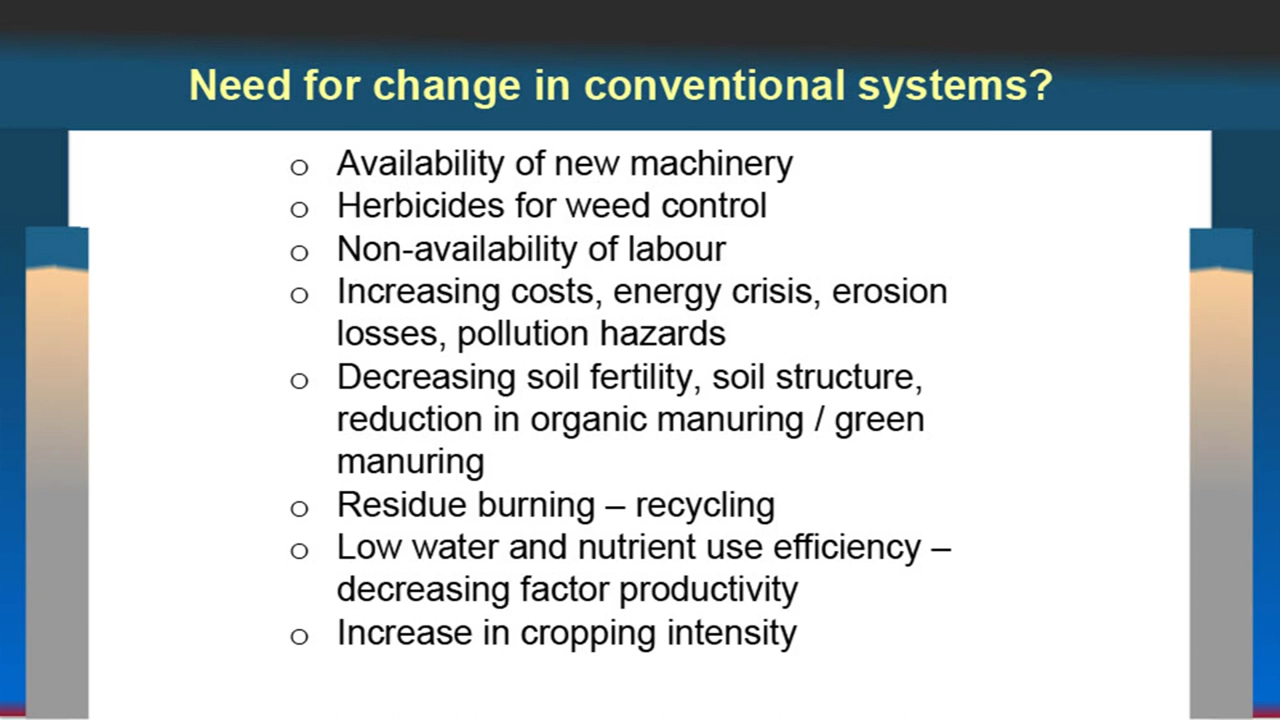 Need for change in conventional systems?
o Availability of new machinery
o Herbicides for weed control
o Non-availability of labour
o Increasing costs, energy crisis, erosion
losses, pollution hazards
o Decreasing soil fertility, soil structure,
reduction in organic manuring / green
manuring
o Residue burning – recycling
o Low water and nutrient use efficiency –
decreasing factor productivity
o Increase in cropping intensity